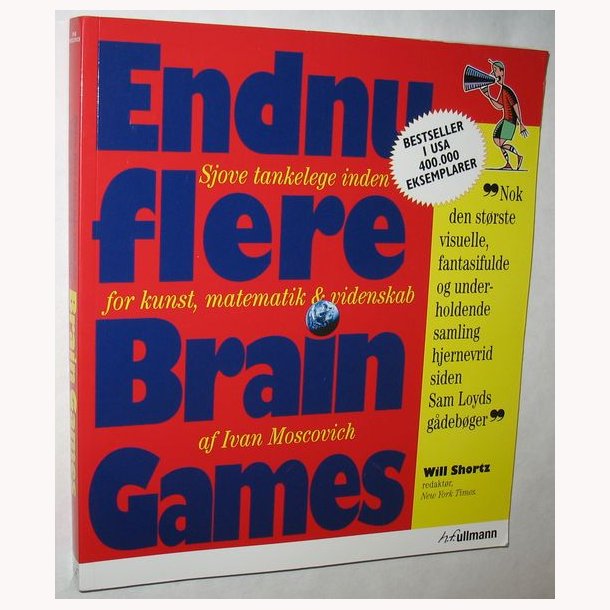 Endnu
Sjove tankelege inden
flere
for kunst, matematik & videnskab
Brain
af Ivan Moscovich
Games
BESTSELLER
I USA
400.000
EKSEMPLARER
”Nok
den største
visuelle,
fantasifulde
og under-
holdende
samling
hjernevrid
siden
Sam Loyds
gådebøger”
Will Shortz
redaktør,
New York Times.
h.f.ullmann
Brain Games